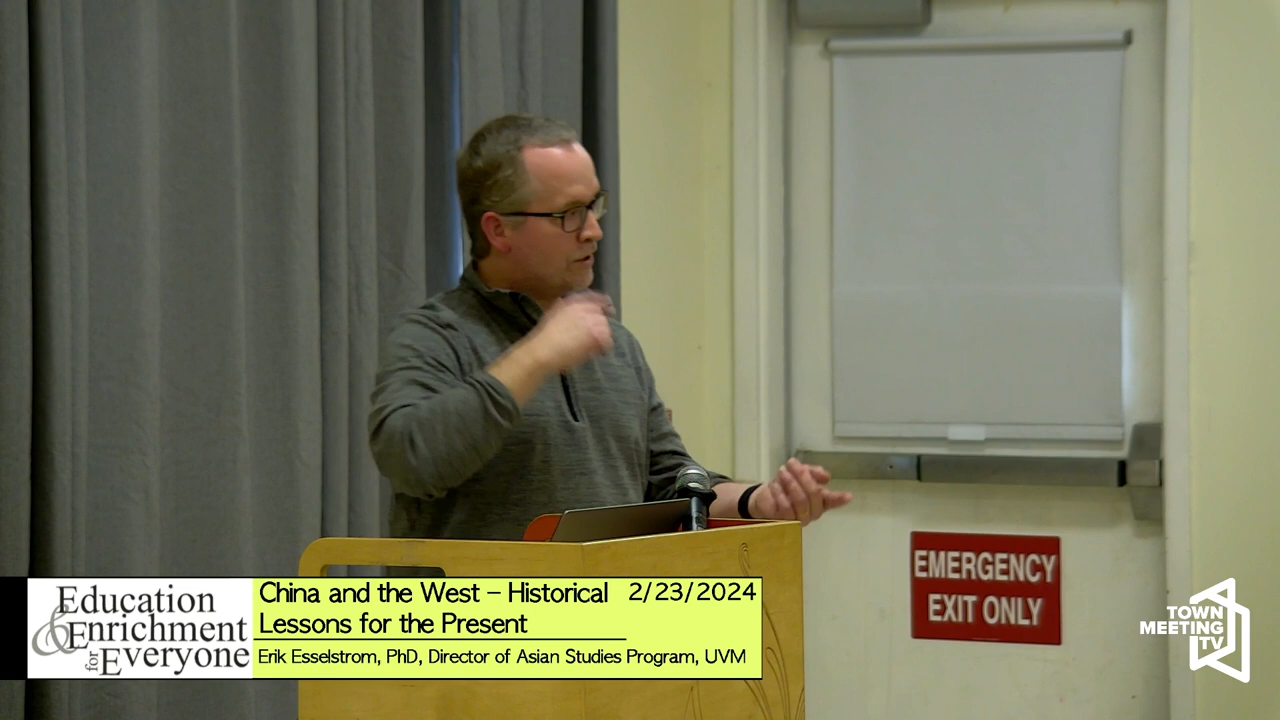 EMERGENCY
EXIT ONLY
Education
& Enrichment
for Everyone
China and the West – Historical 2/23/2024
Lessons for the Present
Erik Esselstrom, PhD, Director of Asian Studies Program, UVM
TOWN
MEETING
TV